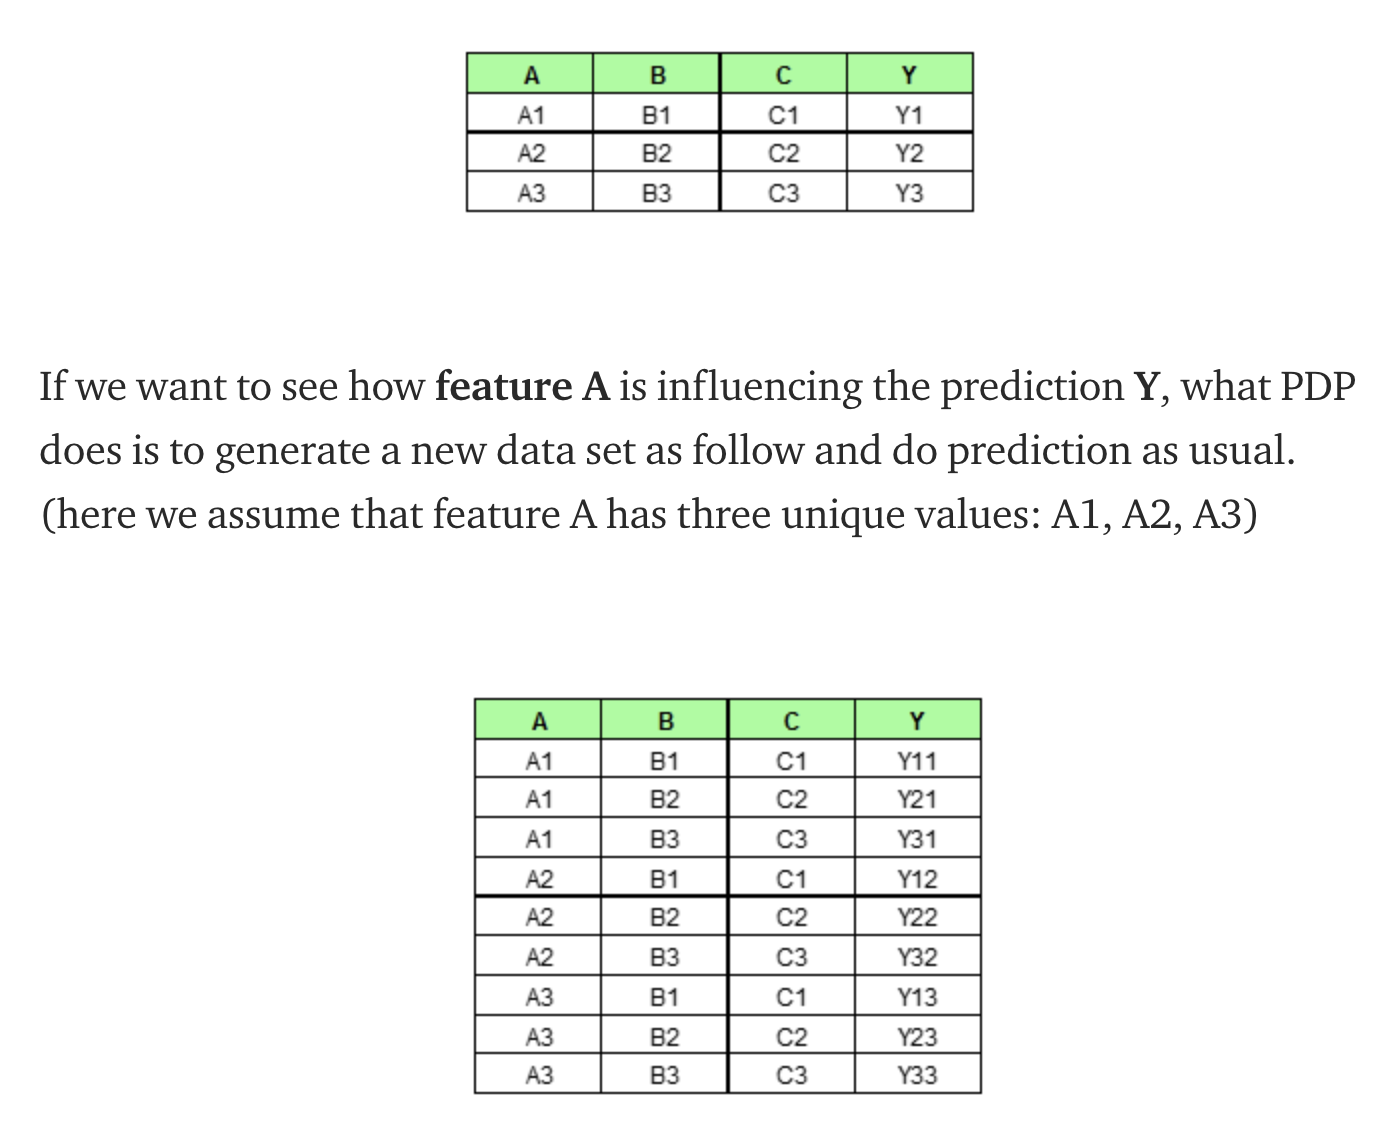 A B C Y
A1 B1 C1 Y1
A2 B2 C2 Y2
A3 B3 C3 Y3
If we want to see how feature A is influencing the prediction Y, what PDP
does is to generate a new data set as follow and do prediction as usual.
(here we assume that feature A has three unique values: A1, A2, A3)
A B C Y
A1 B1 C1 Y11
A1 B2 C2 Y21
A1 B3 C3 Y31
A2 B1 C1 Y12
A2 B2 C2 Y22
A2 B3 C3 Y32
A3 B1 C1 Y13
A3 B2 C2 Y23
A3 B3 C3 Y33